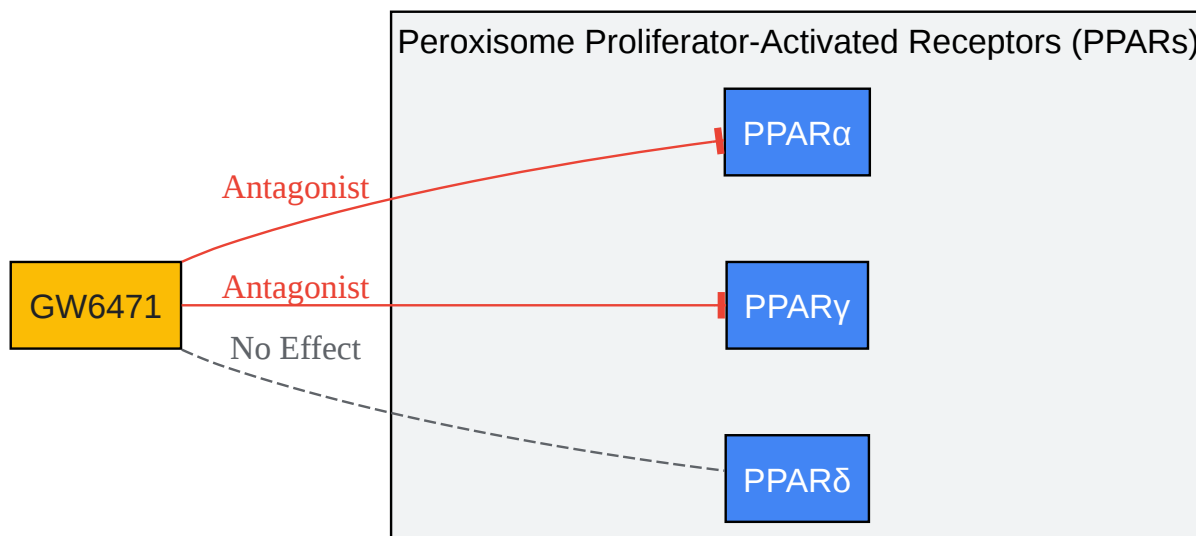 Peroxisome Proliferator-Activated Receptors (PPARs)
PPARα
Antagonist
GW6471
Antagonist
PPARγ
No Effect
PPARδ